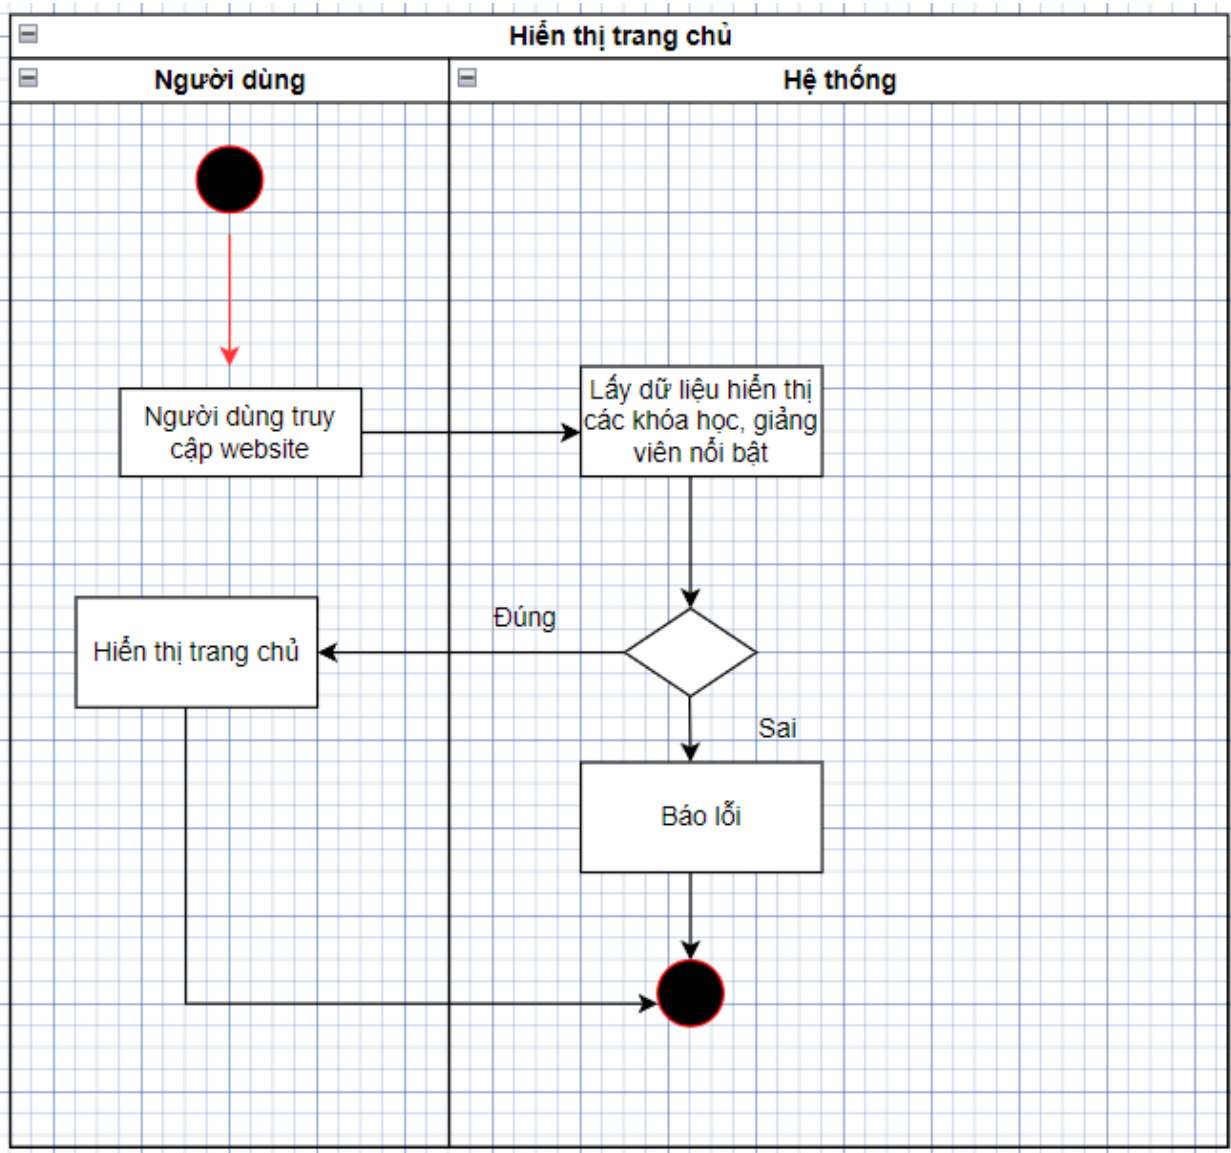 Hiển thị trang chủ
Người dùng
Hệ thống
Người dùng truy
cập website
Lấy dữ liệu hiển thị
các khóa học, giảng
viên nổi bật
Đúng
Hiển thị trang chủ
Sai
Báo lỗi